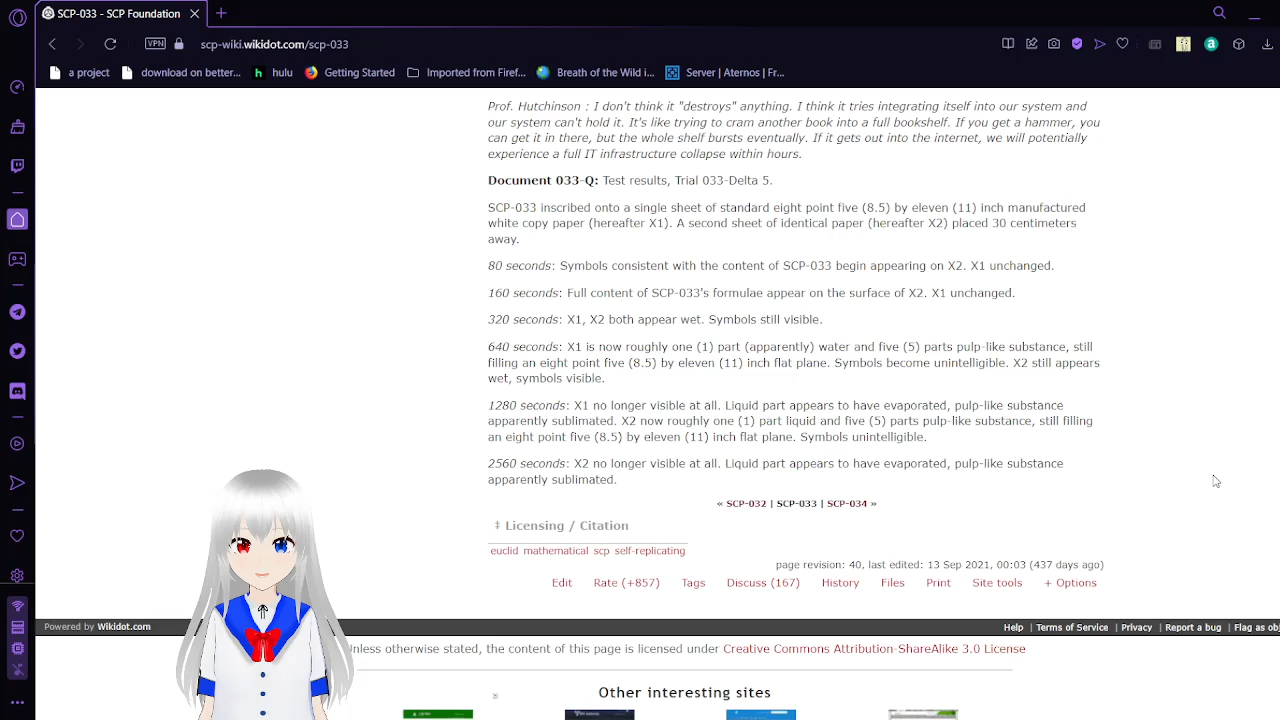 SCP-033 - SCP Foundation
VPN scp-wiki.wikidot.com/scp-033
a project download on better... hulu Getting Started Imported from Firef... Breath of the Wild i... Server | Aternos | Fr...
Prof. Hutchinson : I don't think it "destroys" anything. I think it tries integrating itself into our system and
our system can't hold it. It's like trying to cram another book into a full bookshelf. If you get a hammer, you
can get it in there, but the whole shelf bursts eventually. If it gets out into the internet, we will potentially
experience a full IT infrastructure collapse within hours.
Document 033-Q: Test results, Trial 033-Delta 5.
SCP-033 inscribed onto a single sheet of standard eight point five (8.5) by eleven (11) inch manufactured
white copy paper (hereafter X1). A second sheet of identical paper (hereafter X2) placed 30 centimeters
away.
80 seconds: Symbols consistent with the content of SCP-033 begin appearing on X2. X1 unchanged.
160 seconds: Full content of SCP-033's formulae appear on the surface of X2. X1 unchanged.
320 seconds: X1, X2 both appear wet. Symbols still visible.
640 seconds: X1 is now roughly one (1) part (apparently) water and five (5) parts pulp-like substance, still
filling an eight point five (8.5) by eleven (11) inch flat plane. Symbols become unintelligible. X2 still appears
wet, symbols visible.
1280 seconds: X1 no longer visible at all. Liquid part appears to have evaporated, pulp-like substance
apparently sublimated. X2 now roughly one (1) part liquid and five (5) parts pulp-like substance, still filling
an eight point five (8.5) by eleven (11) inch flat plane. Symbols unintelligible.
2560 seconds: X2 no longer visible at all. Liquid part appears to have evaporated, pulp-like substance
apparently sublimated.
« SCP-032 | SCP-033 | SCP-034 »
‡ Licensing / Citation
euclid mathematical scp self-replicating
page revision: 40, last edited: 13 Sep 2021, 00:03 (437 days ago)
Edit Rate (+857) Tags Discuss (167) History Files Print Site tools + Options
Powered by Wikidot.com Help | Terms of Service | Privacy | Report a bug | Flag as obj
Unless otherwise stated, the content of this page is licensed under Creative Commons Attribution-ShareAlike 3.0 License
Other interesting sites